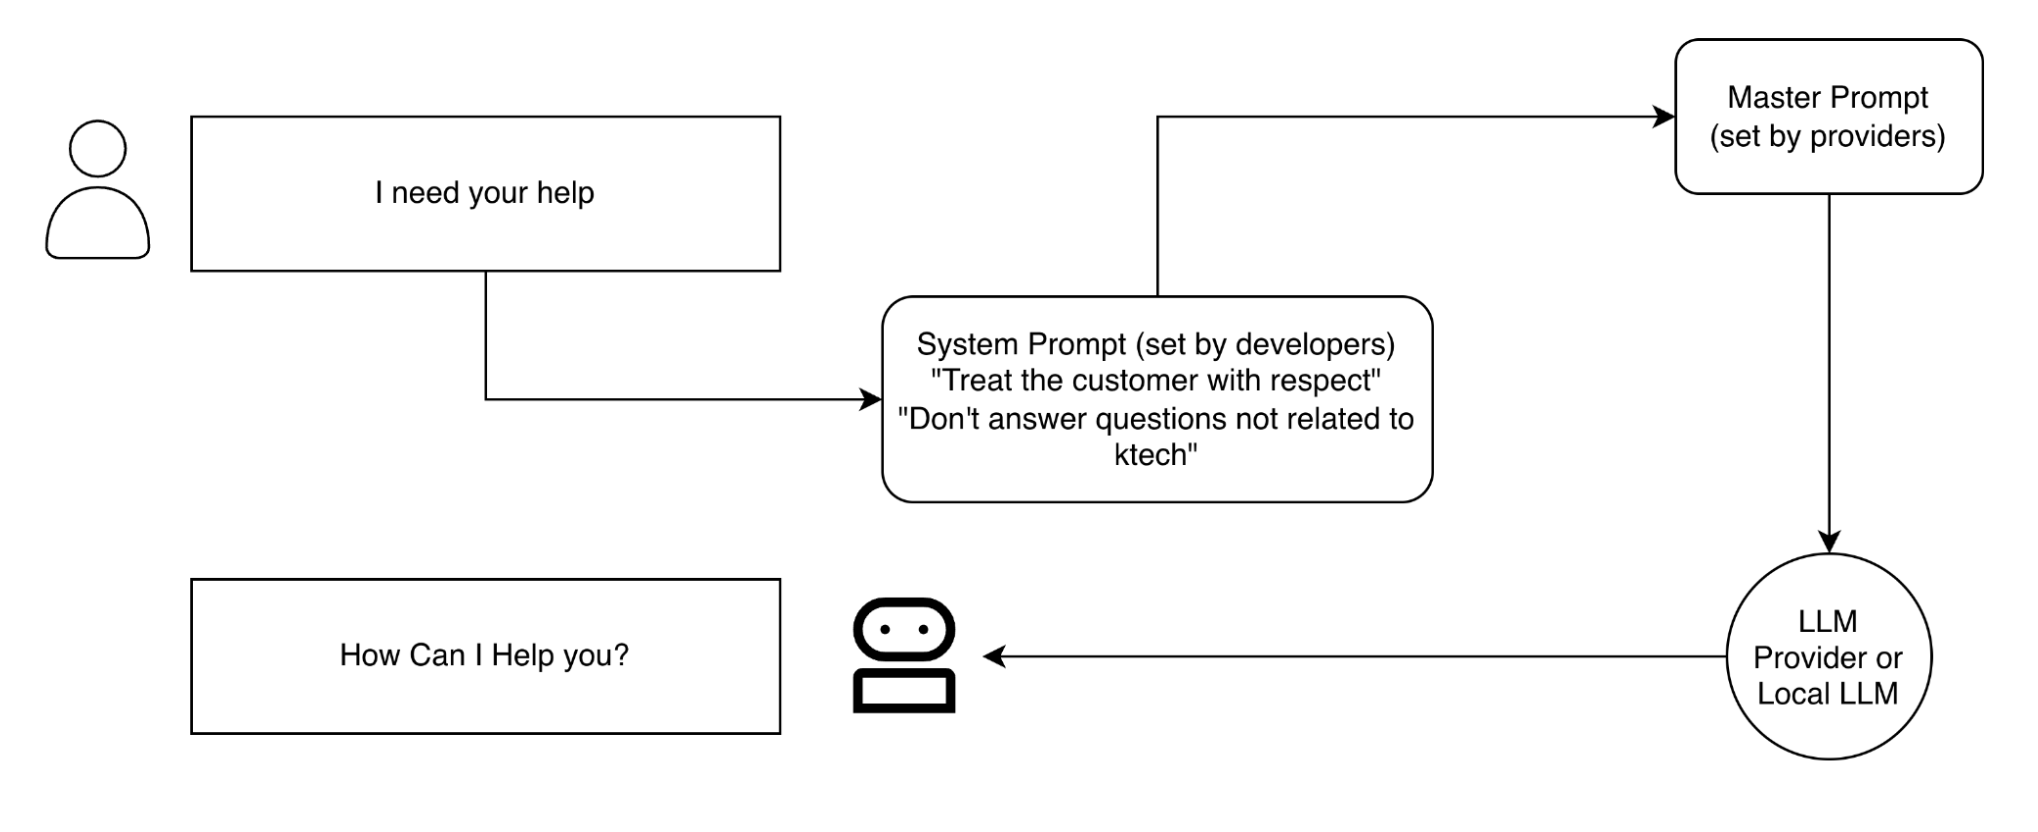 I need your help
Master Prompt
(set by providers)
System Prompt (set by developers)
"Treat the customer with respect"
"Don't answer questions not related to
ktech"
How Can I Help you?
LLM
Provider or
Local LLM